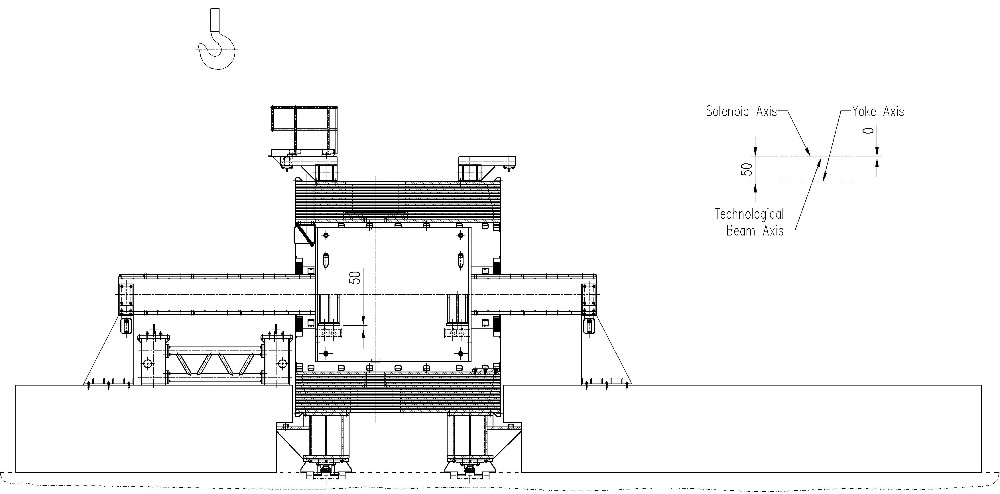 Solenoid Axis
Yoke Axis
0
50
Technological
Beam Axis
50